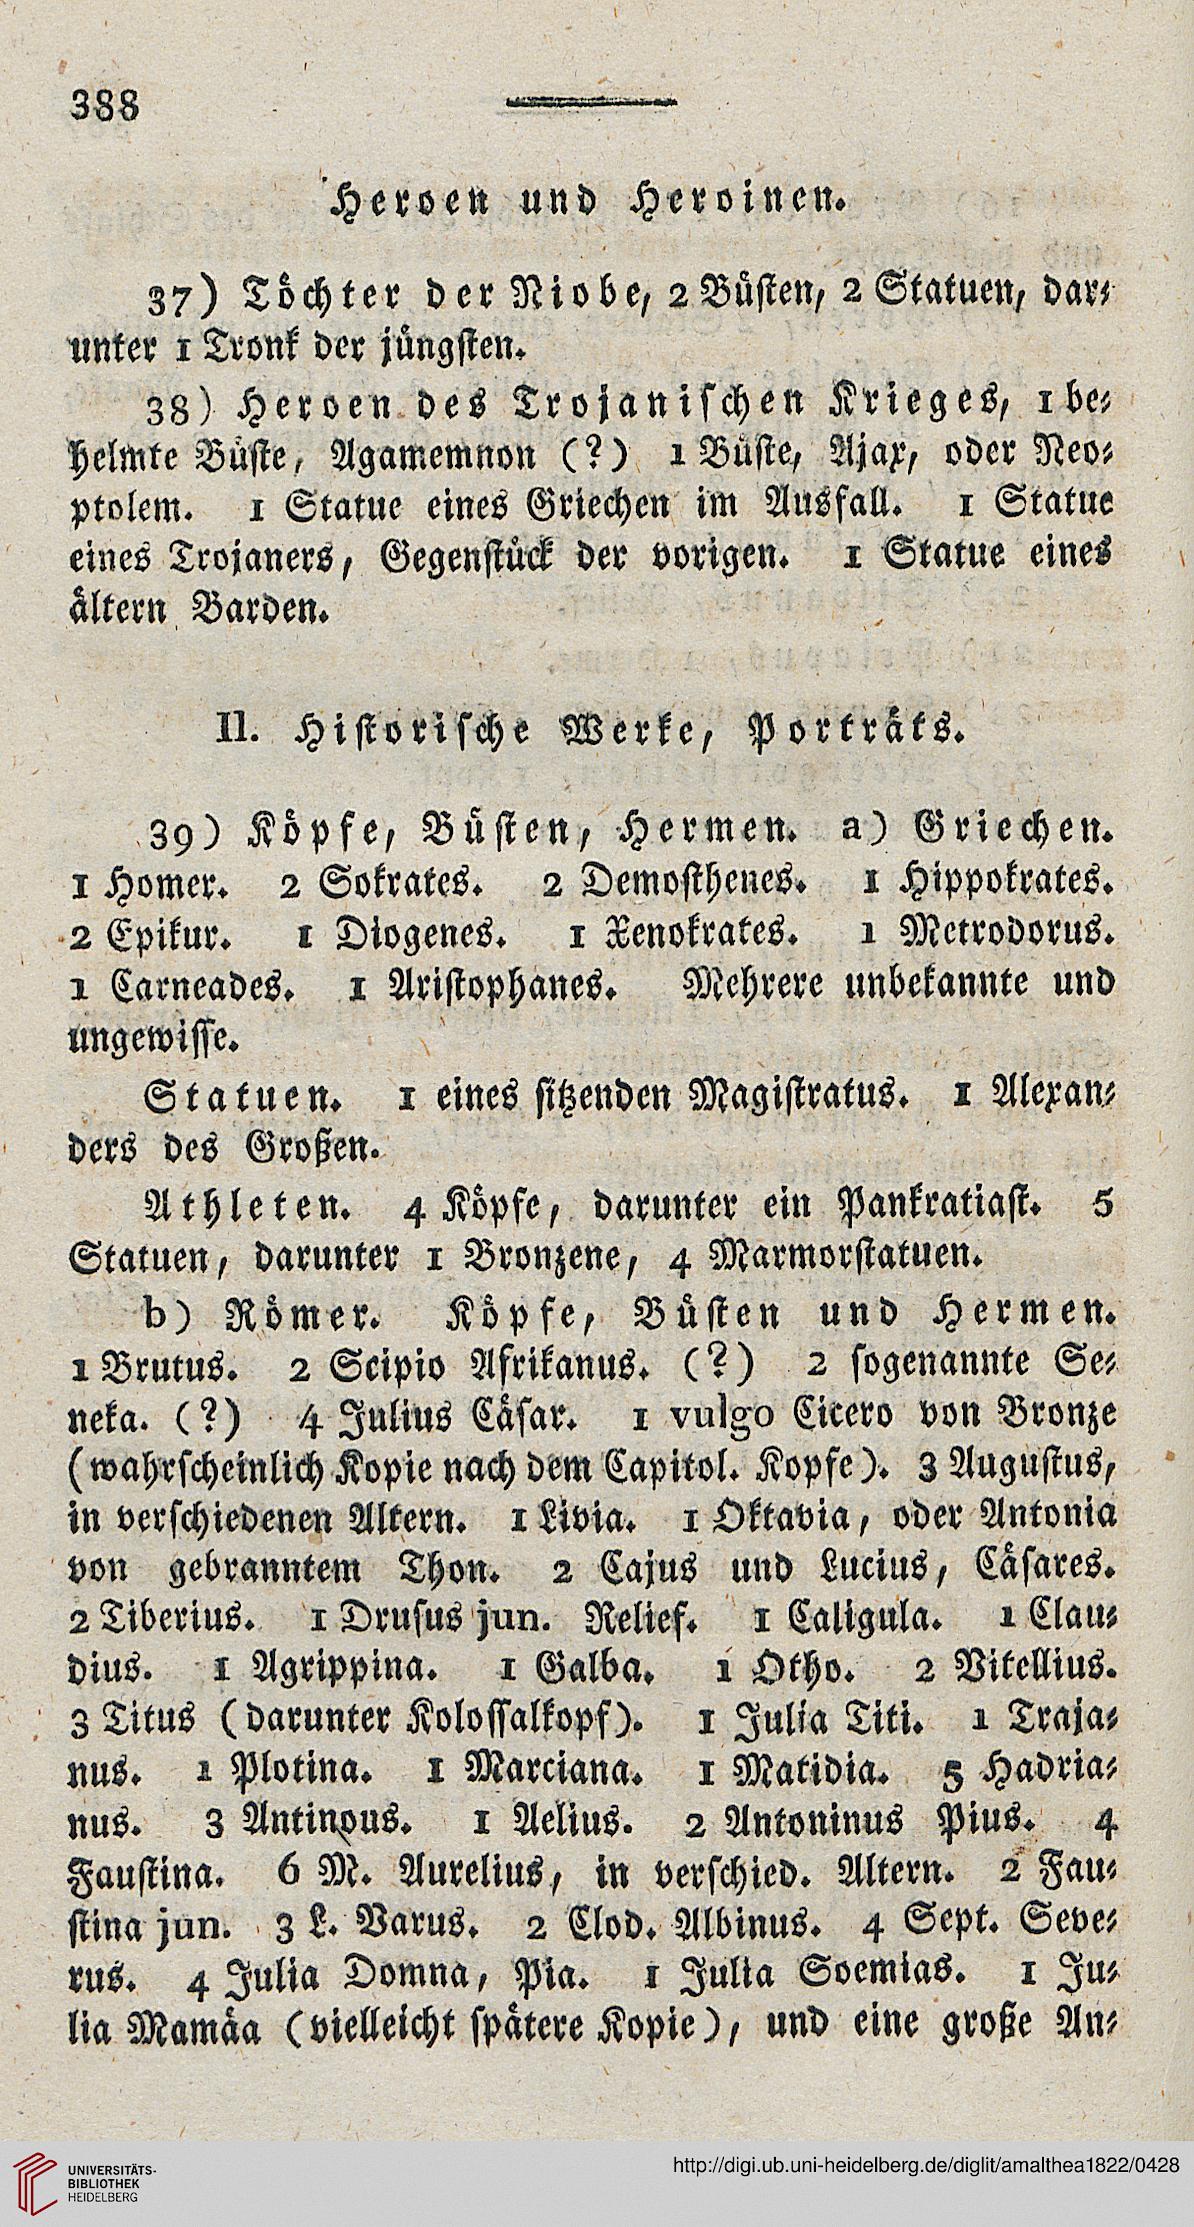 388
Heroen und Heroinen.
37) Töchter der Niobe, 2 Büsten, 2 Statuen, dar-
unter 1 Tronk der jüngsten.
38) Heroen des Trojanischen Krieges, 1 be-
helmte Büste, Agamemnon (?) 1 Büste, Ajax, oder Neo-
ptolem. 1 Statue eines Griechen im Ausfall. 1 Statue
eines Trojaners, Gegenstück der vorigen. 1 Statue eines
ältern Barden.
II. Historische Werke, Porträts.
39) Köpfe, Büsten, Hermen. a) Griechen.
1 Homer. 2 Sokrates. 2 Demosthenes. 1 Hippokrates.
2 Epikur. 1 Diogenes. 1 Xenokrates. 1 Metrodorus.
1 Carneades. 1 Aristophanes. Mehrere unbekannte und
ungewisse.
Statuen. 1 eines sitzenden Magistratus. 1 Alexan-
ders des Großen.
Athleten. 4 Köpfe, darunter ein Pankratiast. 5
Statuen, darunter 1 Bronzene, 4 Marmorstatuen.
b) Römer. Köpfe, Büsten und Hermen.
1 Brutus. 2 Scipio Afrikanus. (?) 2 sogenannte Se-
neka. (?) 4 Julius Cäsar. 1 vulgo Cicero von Bronze
(wahrscheinlich Kopie nach dem Capitol. Kopfe). 3 Augustus,
in verschiedenen Altern. 1 Livia. 1 Oktavia, oder Antonia
von gebranntem Thon. 2 Cajus und Lucius, Cäsares.
2 Tiberius. 1 Drusus jun. Relief. 1 Caligula. 1 Clau-
dius. 1 Agrippina. 1 Galba. 1 Otho. 2 Vitellius.
3 Titus (darunter Kolossalkopf). 1 Julia Titi. 1 Traja-
nus. 1 Plotina. 1 Marciana. 1 Matidia. 5 Hadria-
nus. 3 Antinous. 1 Aelius. 2 Antoninus Pius. 4
Faustina. 6 M. Aurelius, in verschied. Altern. 2 Fau-
stina jun. 3 L. Varus. 2 Clod. Albinus. 4 Sept. Seve-
rus. 4 Julia Domna, Pia. 1 Julia Soemias. 1 Ju-
lia Mamäa (vielleicht spätere Kopie), und eine große An-
UNIVERSITÄTS-
BIBLIOTHEK
HEIDELBERG
http://digi.ub.uni-heidelberg.de/diglit/amalthea1822/0428